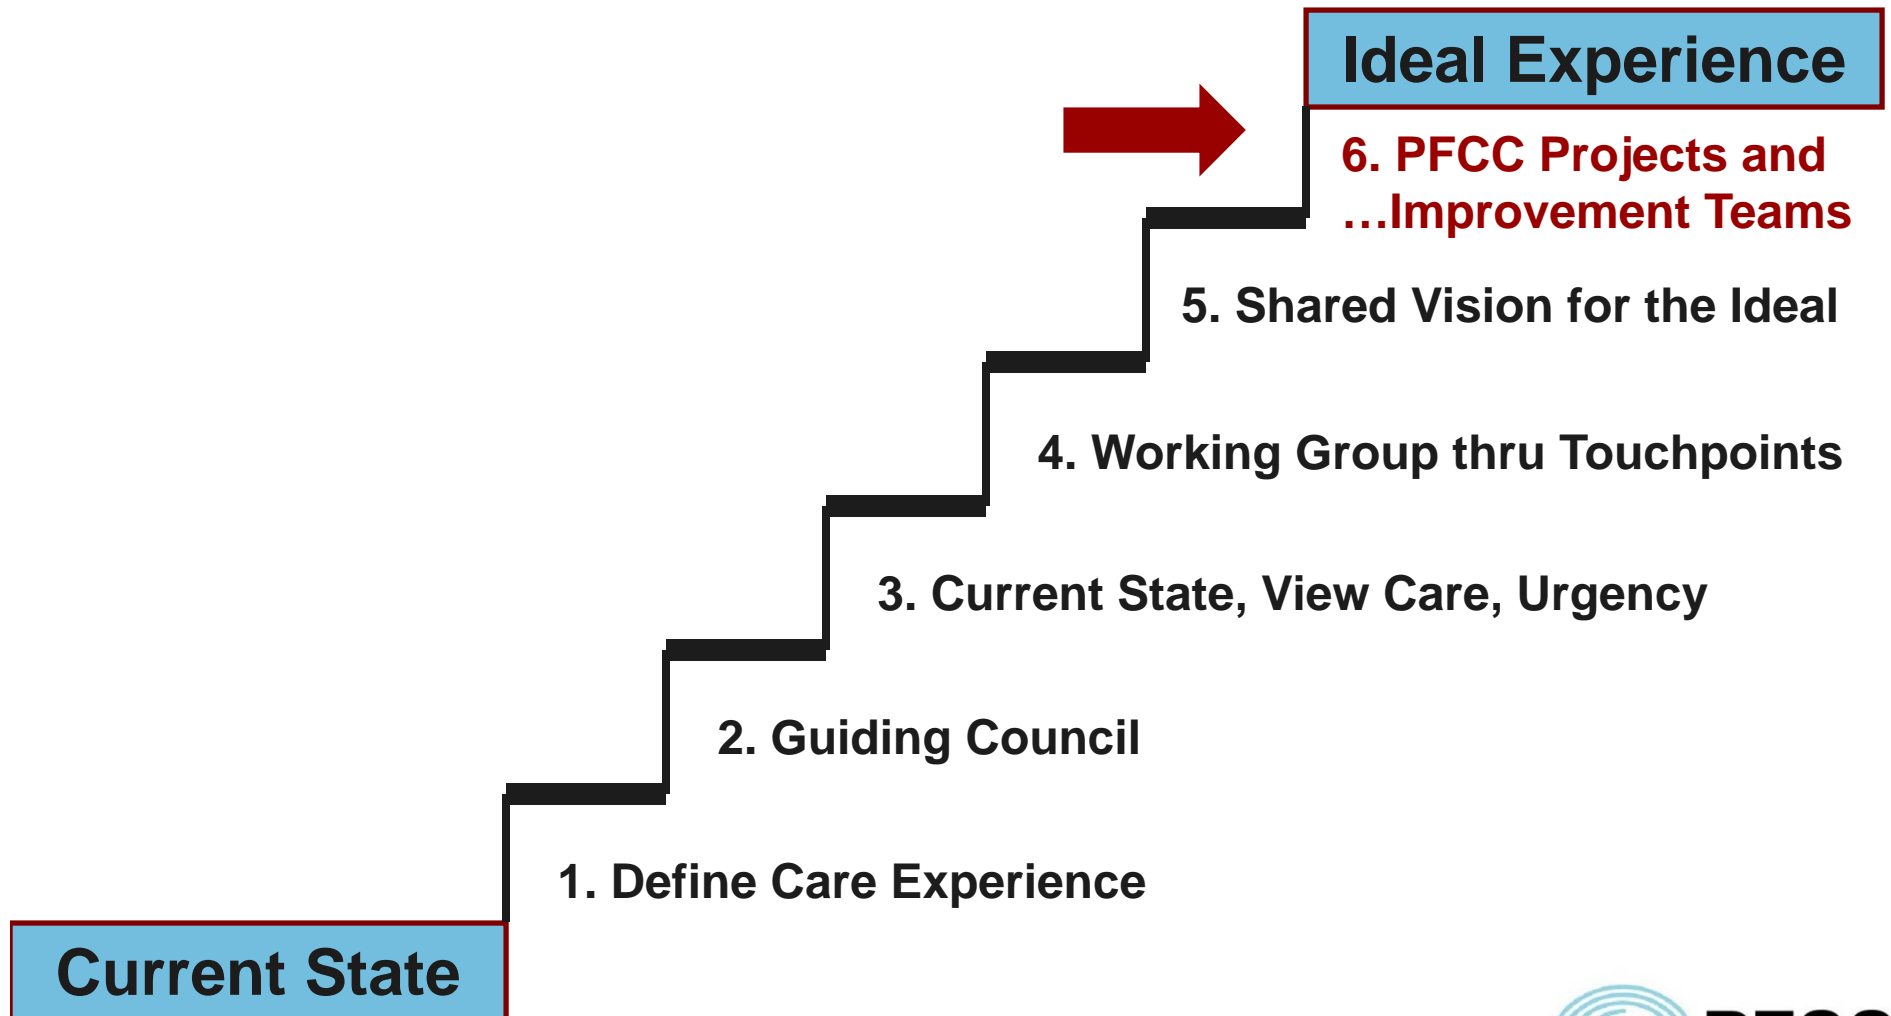 Ideal Experience
6. PFCC Projects and
…Improvement Teams
5. Shared Vision for the Ideal
4. Working Group thru Touchpoints
3. Current State, View Care, Urgency
2. Guiding Council
1. Define Care Experience
Current State